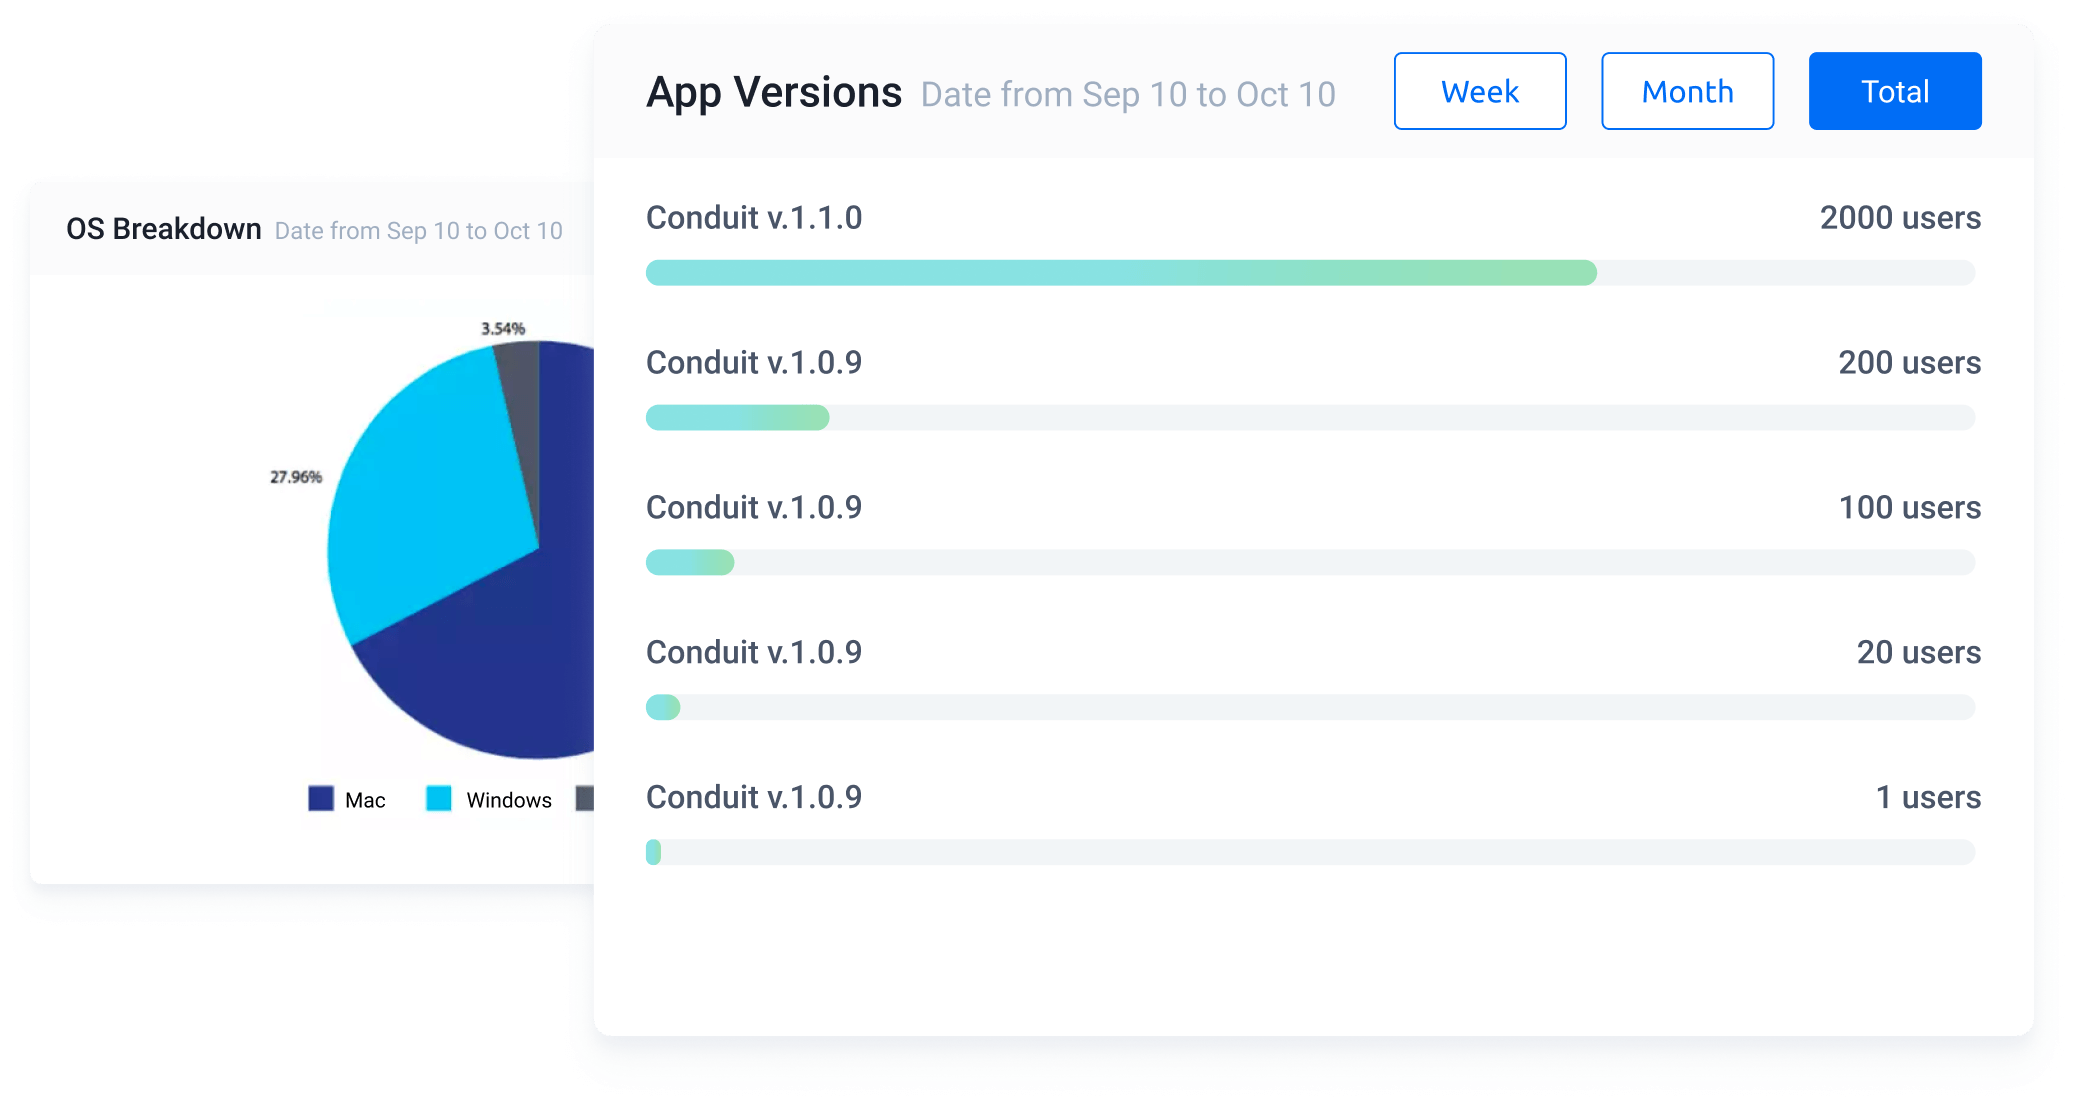 App Versions Date from Sep 10 to Oct 10
Week
Month
Total
Conduit v.1.1.0 2000 users
Conduit v.1.0.9 200 users
Conduit v.1.0.9 100 users
Conduit v.1.0.9 20 users
Conduit v.1.0.9 1 users
OS Breakdown Date from Sep 10 to Oct 10
3.54%
27.96%
Mac
Windows